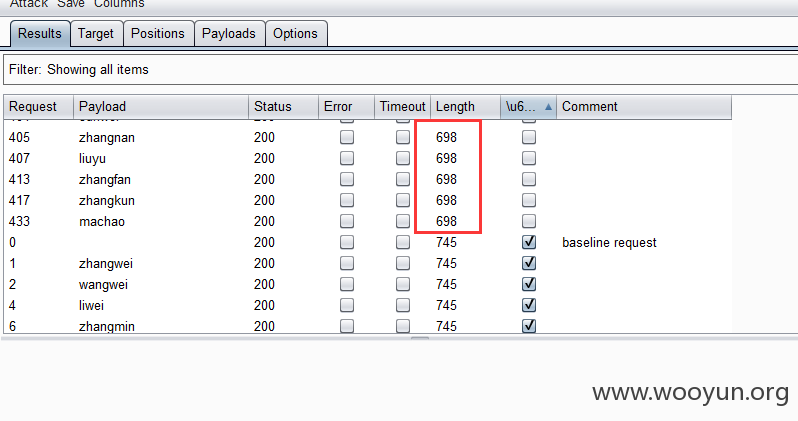 Attack Save Columns
Results Target Positions Payloads Options
Filter: Showing all items
Request Payload Status Error Timeout Length \u6... Comment
405 zhangnan 200 698
407 liuyu 200 698
413 zhangfan 200 698
417 zhangkun 200 698
433 machao 200 698
0 200 745 baseline request
1 zhangwei 200 745
2 wangwei 200 745
4 liwei 200 745
6 zhangmin 200 745
www.wooyun.org